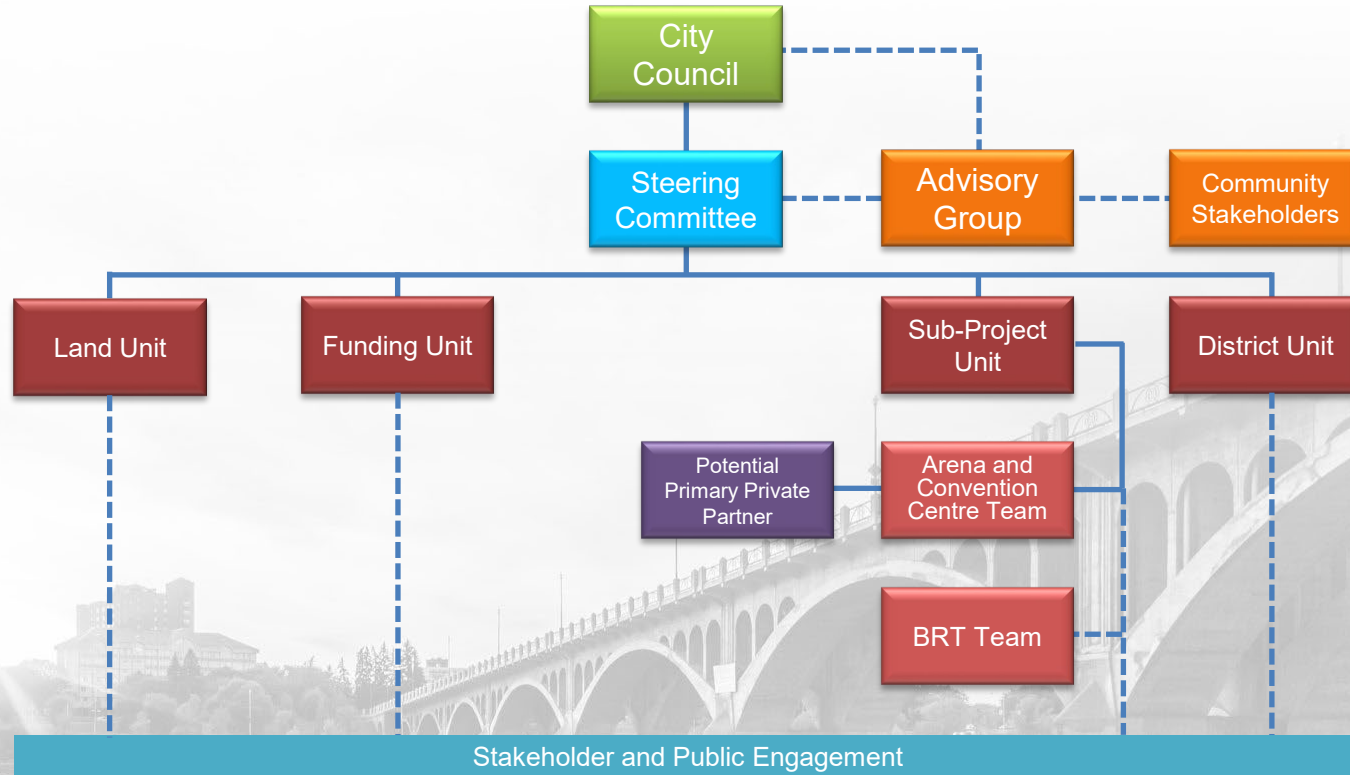 City
Council
Steering
Committee
Advisory
Group
Community
Stakeholders
Land Unit
Funding Unit
Sub-Project
Unit
District Unit
Potential
Primary Private
Partner
Arena and
Convention
Centre Team
BRT Team
Stakeholder and Public Engagement